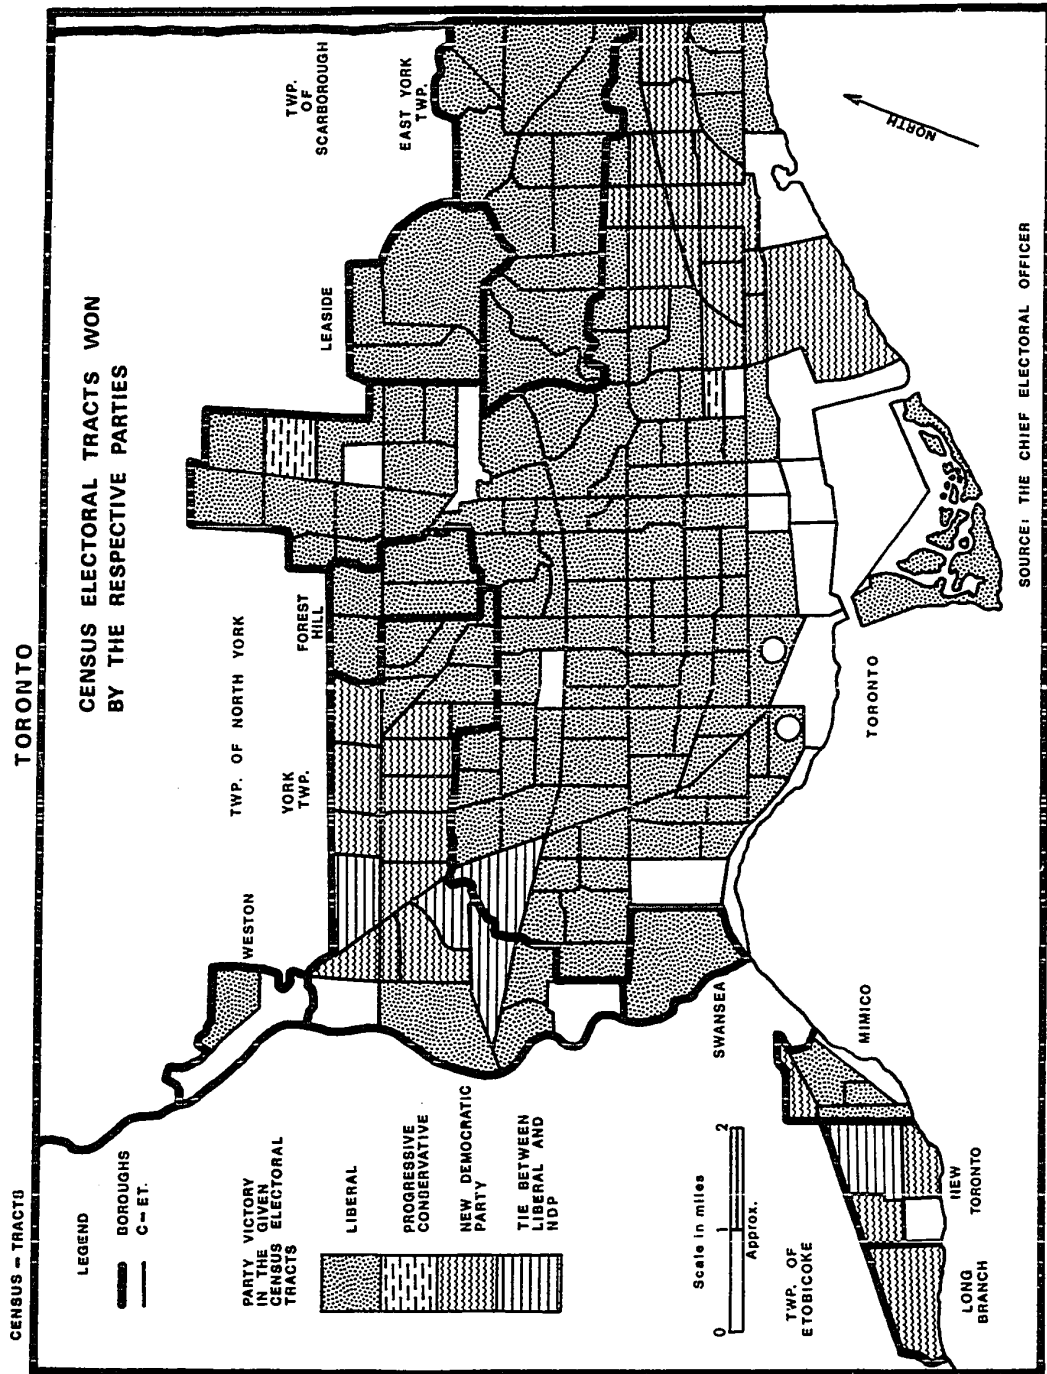 CENSUS - TRACTS
TORONTO
CENSUS ELECTORAL TRACTS WON
BY THE RESPECTIVE PARTIES
LEGEND
BOROUGHS
C-ET.
PARTY VICTORY
IN THE GIVEN
CENSUS ELECTORAL
TRACTS
LIBERAL
PROGRESSIVE
CONSERVATIVE
NEW DEMOCRATIC
PARTY
TIE BETWEEN
LIBERAL AND
NDP
Scale in miles
0 1 2
Approx.
TWP. OF
ETOBICOKE
LONG
BRANCH
NEW
TORONTO
MIMICO
SWANSEA
WESTON
YORK
TWP.
TWP. OF NORTH YORK
FOREST
HILL
LEASIDE
TWP.
OF
SCARBOROUGH
EAST YORK
TWP.
TORONTO
NORTH
SOURCE: THE CHIEF ELECTORAL OFFICER